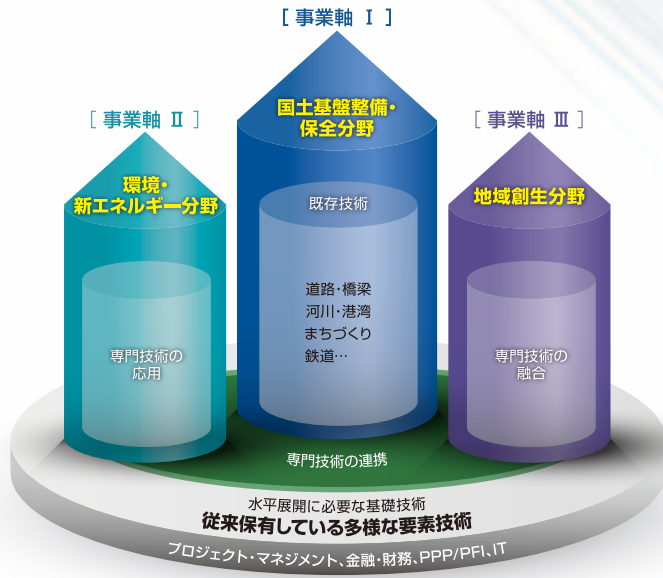 [ 事業軸 Ⅰ ]
国土基盤整備・
保全分野
既存技術
道路・橋梁
河川・港湾
まちづくり
鉄道…
[ 事業軸 Ⅱ ]
環境・
新エネルギー分野
専門技術の
応用
[ 事業軸 Ⅲ ]
地域創生分野
専門技術の
融合
専門技術の連携
水平展開に必要な基礎技術
従来保有している多様な要素技術
プロジェクト・マネジメント、金融・財務、PPP/PFI、IT